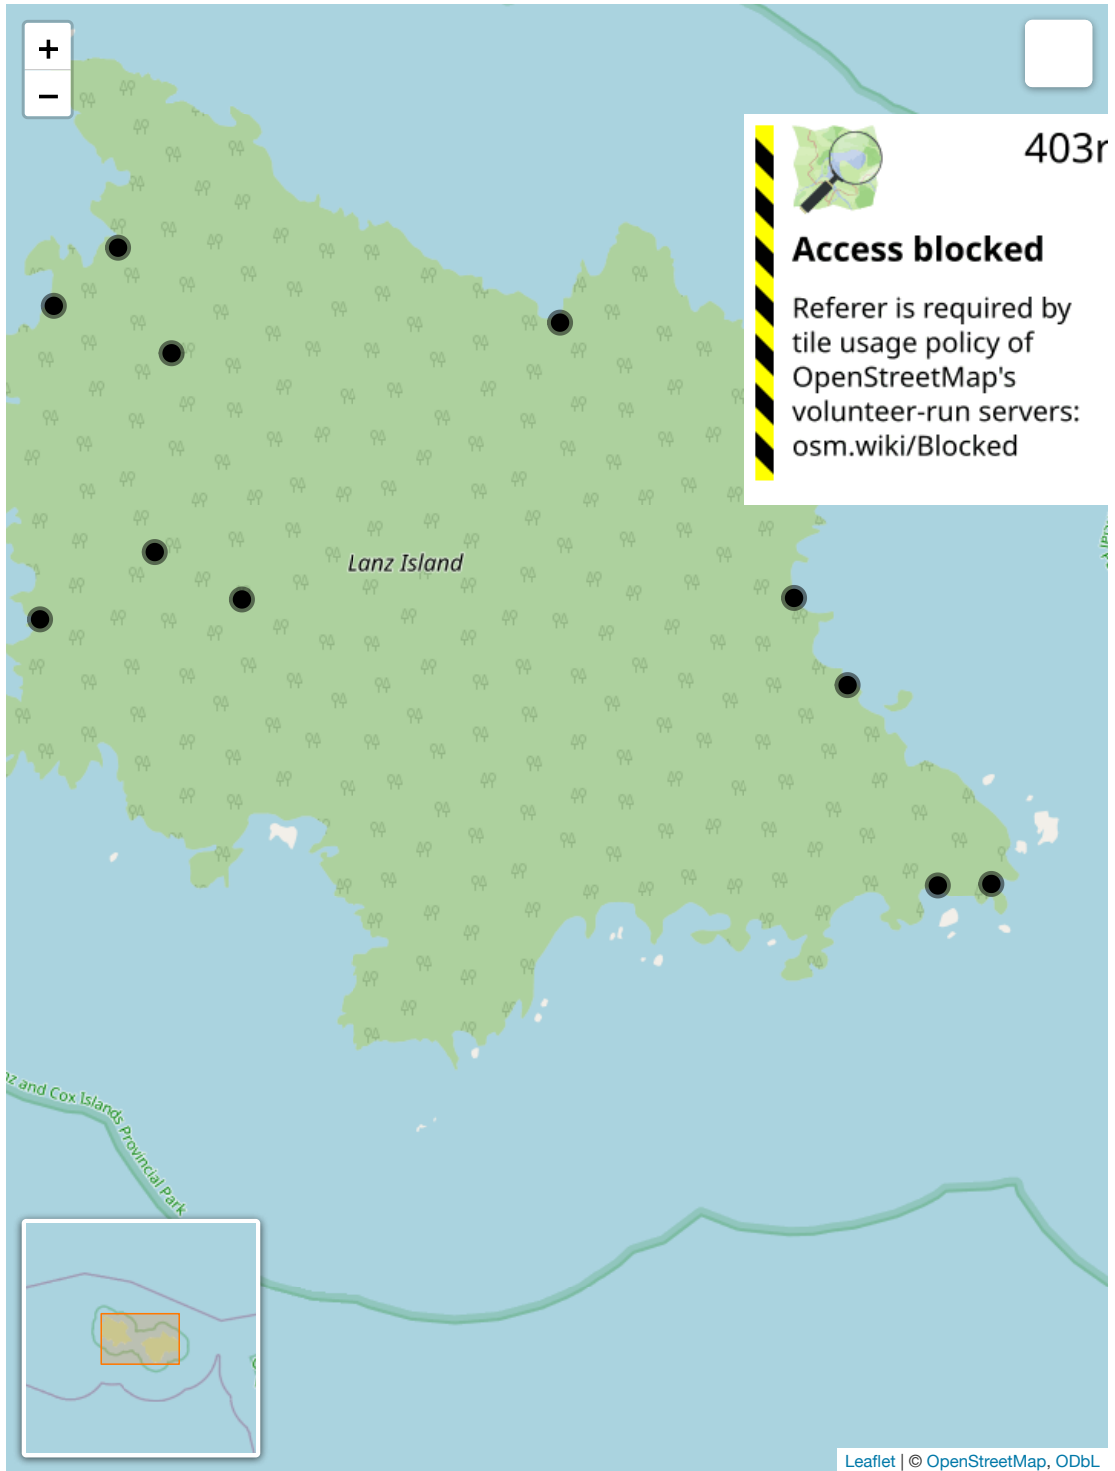 +
−
403r
Access blocked
Referer is required by
tile usage policy of
OpenStreetMap's
volunteer-run servers:
osm.wiki/Blocked
Lanz Island
nz and Cox Islands Provincial Park
Leaflet | © OpenStreetMap, ODbL